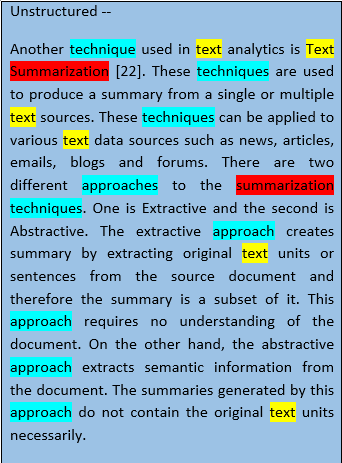 Unstructured --
Another technique used in text analytics is Text
Summarization [22]. These techniques are used
to produce a summary from a single or multiple
text sources. These techniques can be applied to
various text data sources such as news, articles,
emails, blogs and forums. There are two
different approaches to the summarization
techniques. One is Extractive and the second is
Abstractive. The extractive approach creates
summary by extracting original text units or
sentences from the source document and
therefore the summary is a subset of it. This
approach requires no understanding of the
document. On the other hand, the abstractive
approach extracts semantic information from
the document. The summaries generated by this
approach do not contain the original text units
necessarily.